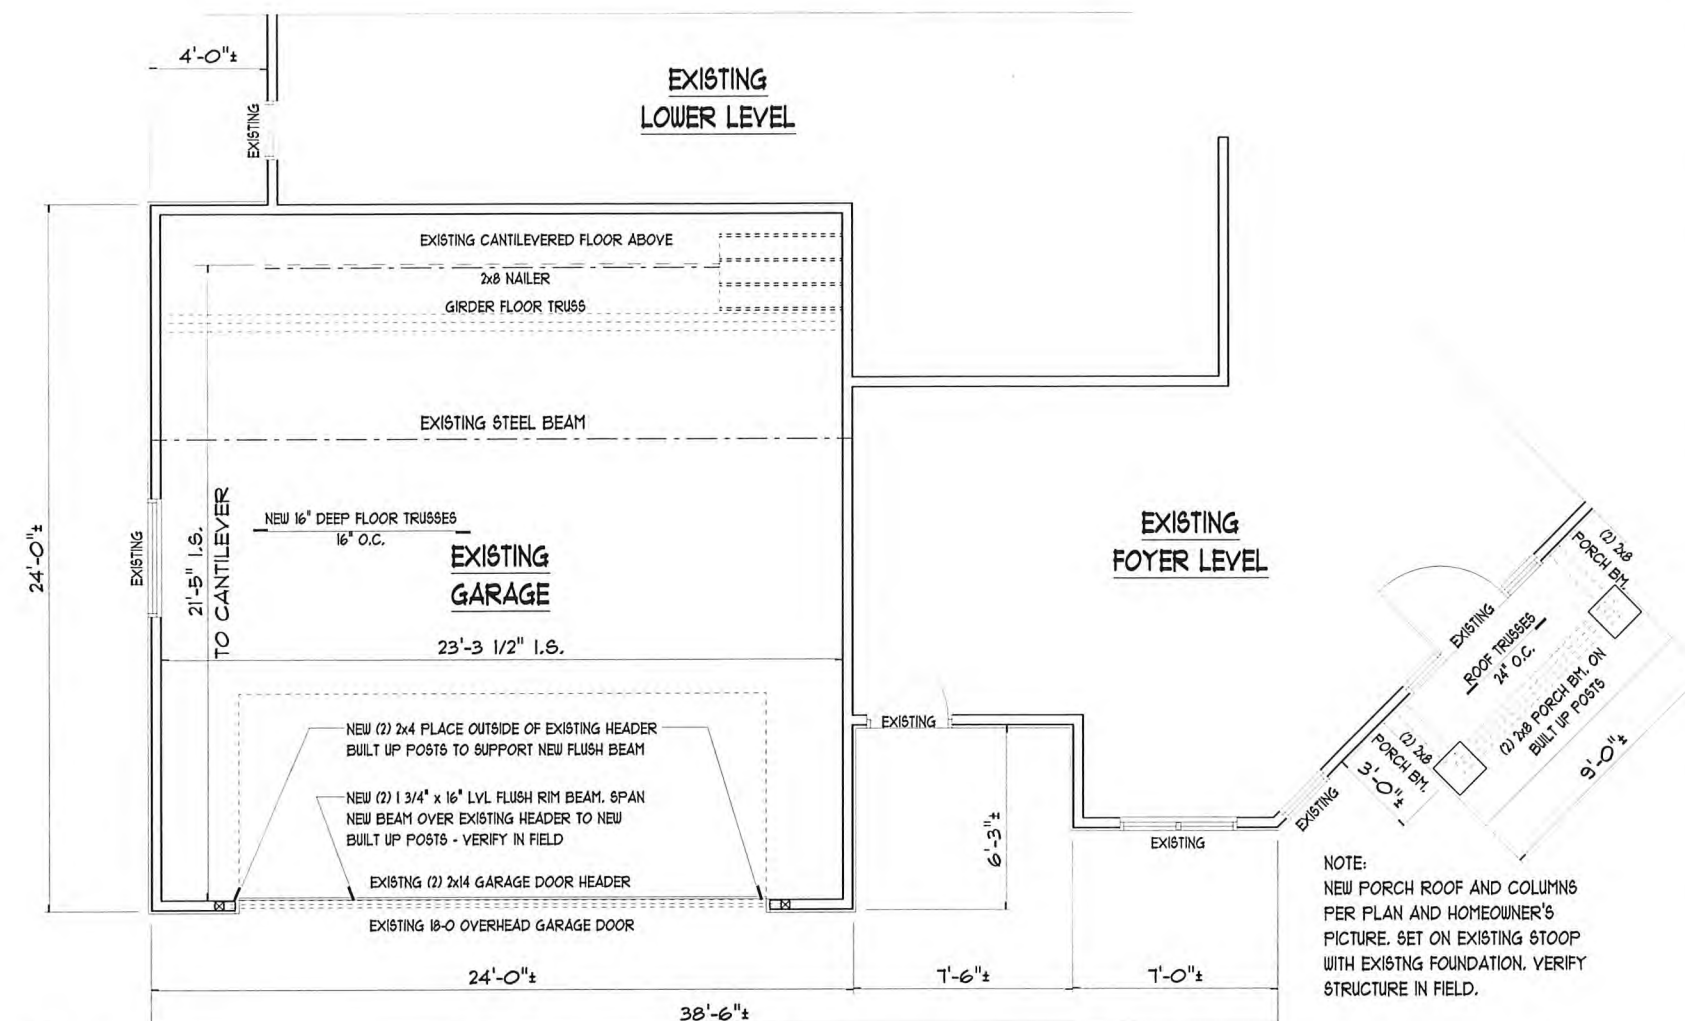 4'-0"±
EXISTING
LOWER LEVEL
EXISTING
EXISTING CANTILEVERED FLOOR ABOVE
2x8 NAILER
GIRDER FLOOR TRUSS
EXISTING STEEL BEAM
24'-0"±
EXISTING
21'-5" I.S.
TO CANTILEVER
NEW 16" DEEP FLOOR TRUSSES
16" O.C.
EXISTING
GARAGE
23'-3 1/2" I.S.
NEW (2) 2x4 PLACE OUTSIDE OF EXISTING HEADER
BUILT UP POSTS TO SUPPORT NEW FLUSH BEAM
NEW (2) 1 3/4" x 16" LVL FLUSH RIM BEAM. SPAN
NEW BEAM OVER EXISTING HEADER TO NEW
BUILT UP POSTS - VERIFY IN FIELD
EXISTNG (2) 2x14 GARAGE DOOR HEADER
EXISTING 18-0 OVERHEAD GARAGE DOOR
EXISTING
FOYER LEVEL
EXISTING
6'-3"±
EXISTING
EXISTING
EXISTING
(2) 2x8
PORCH BM.
ROOF TRUSSES
24" O.C.
(2) 2x8 PORCH BM. ON
BUILT UP POSTS
(2) 2x8
PORCH BM.
3'-0"±
9'-0"±
NOTE:
NEW PORCH ROOF AND COLUMNS
PER PLAN AND HOMEOWNER'S
PICTURE. SET ON EXISTING STOOP
WITH EXISTNG FOUNDATION. VERIFY
STRUCTURE IN FIELD.
24'-0"±
7'-6"±
7'-0"±
38'-6"±